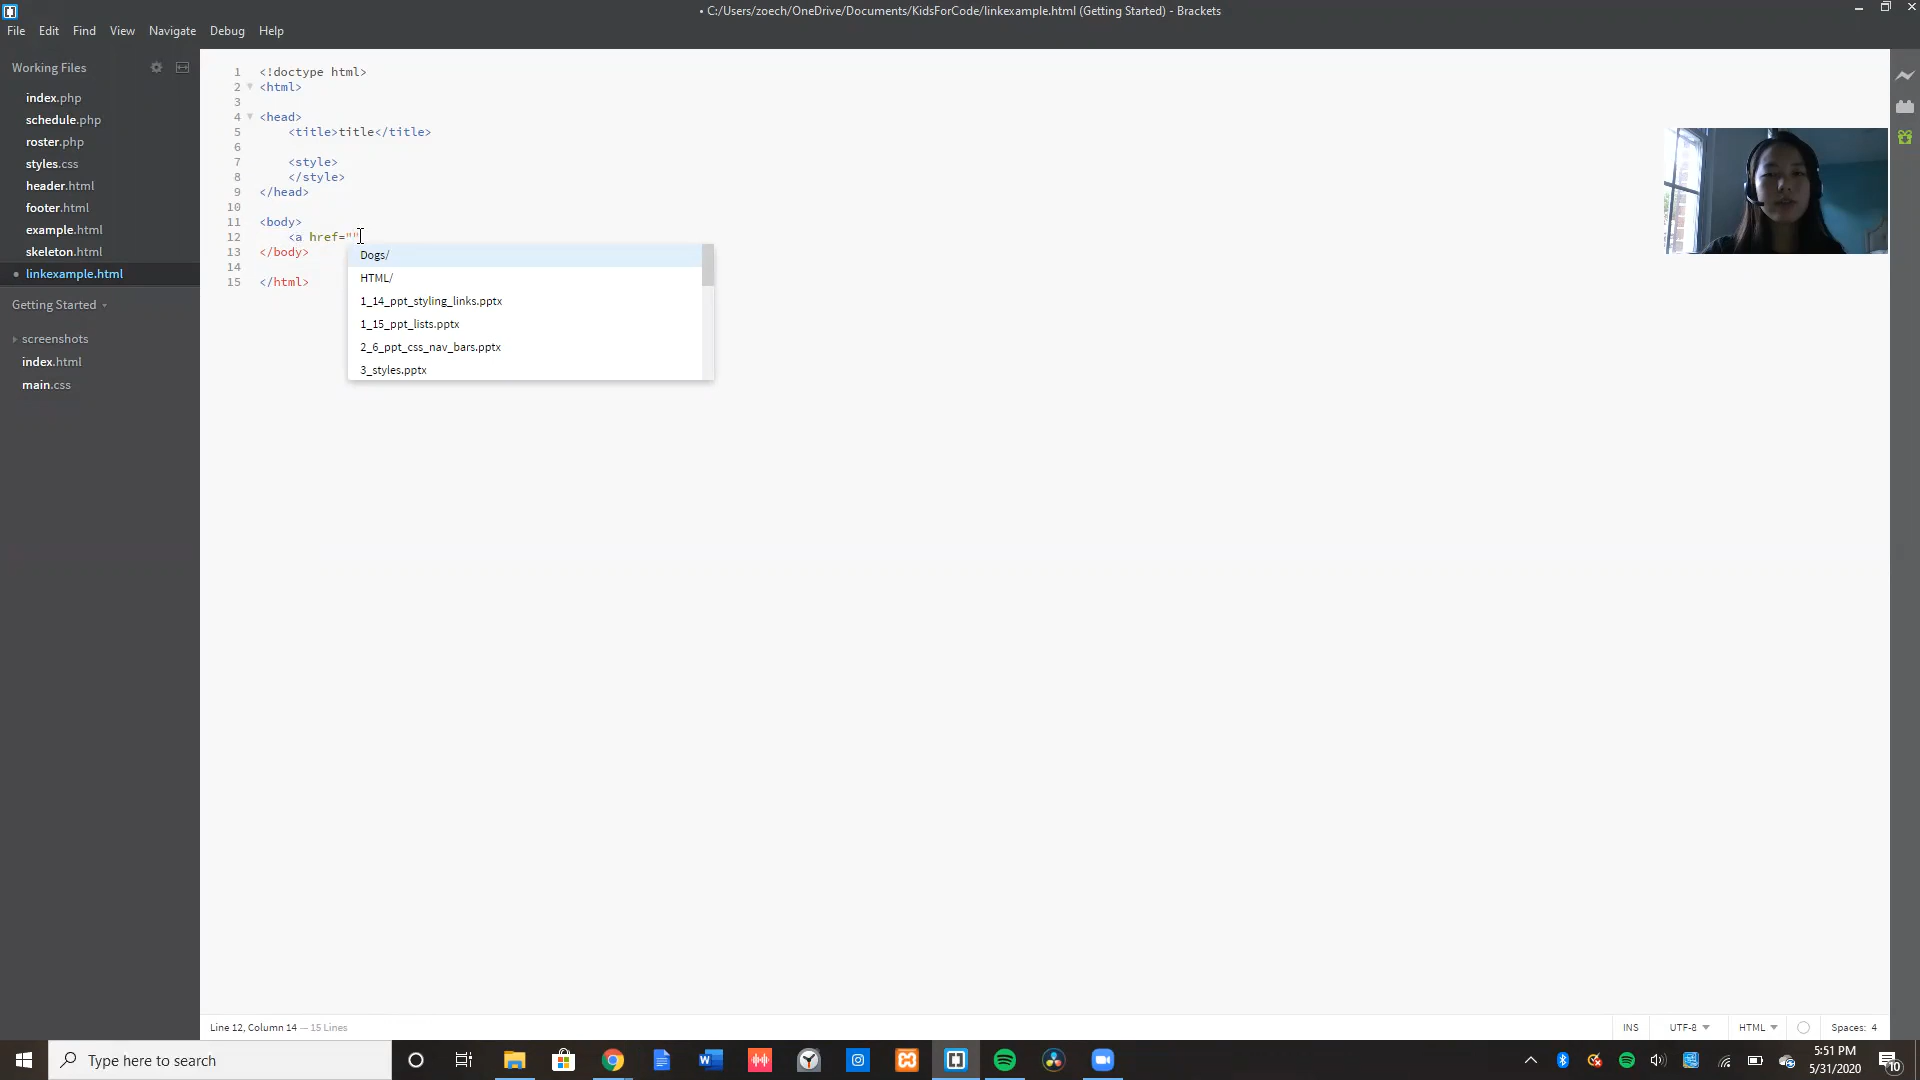 • C:/Users/zoech/OneDrive/Documents/KidsForCode/linkexample.html (Getting Started) - Brackets
File Edit Find View Navigate Debug Help
Working Files
index.php
schedule.php
roster.php
styles.css
header.html
footer.html
example.html
skeleton.html
linkexample.html
Getting Started
screenshots
index.html
main.css
1 <!doctype html>
2 <html>
3
4 <head>
5 <title>title</title>
6
7 <style>
8 </style>
9 </head>
10
11 <body>
12 <a href=""
13 </body>
14
15 </html>
Dogs/
HTML/
1_14_ppt_styling_links.pptx
1_15_ppt_lists.pptx
2_6_ppt_css_nav_bars.pptx
3_styles.pptx
Line 12, Column 14 — 15 Lines
INS UTF-8 HTML Spaces: 4
Type here to search
5:51 PM
5/31/2020
10